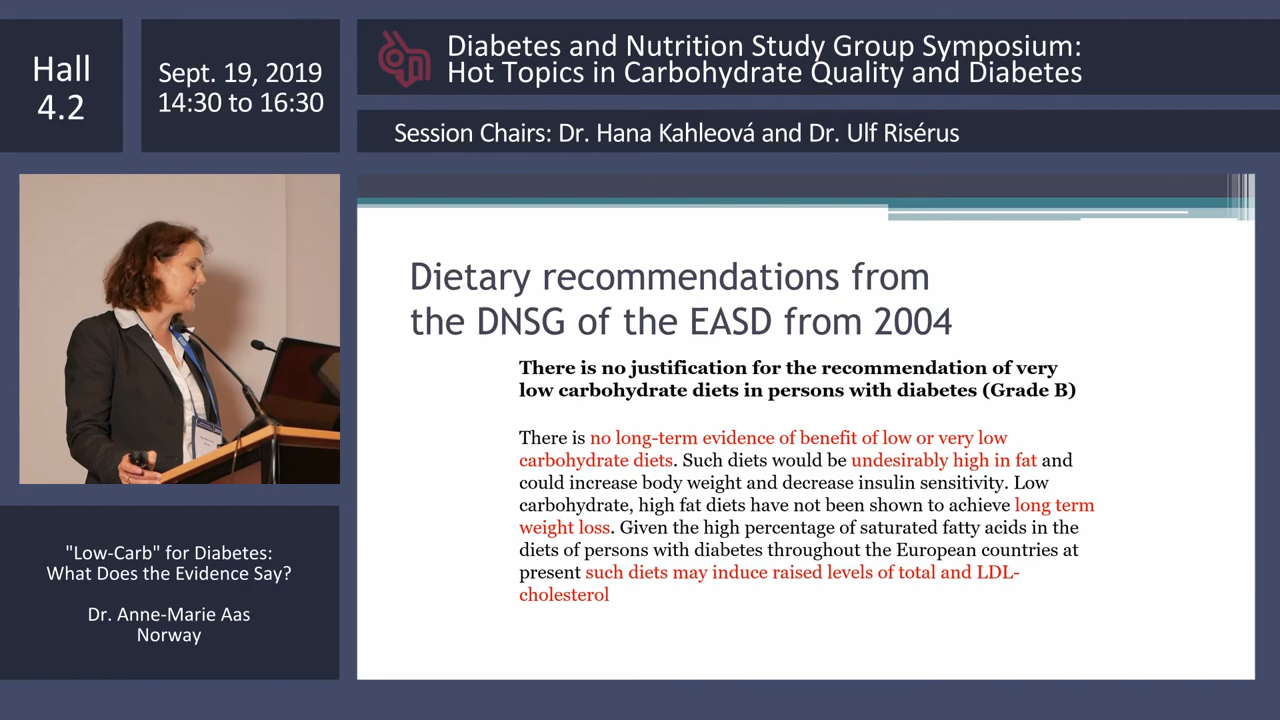 Hall
4.2
Sept. 19, 2019
14:30 to 16:30
Diabetes and Nutrition Study Group Symposium:
Hot Topics in Carbohydrate Quality and Diabetes
Session Chairs: Dr. Hana Kahleová and Dr. Ulf Risérus
Dietary recommendations from
the DNSG of the EASD from 2004
There is no justification for the recommendation of very
low carbohydrate diets in persons with diabetes (Grade B)
There is no long-term evidence of benefit of low or very low
carbohydrate diets. Such diets would be undesirably high in fat and
could increase body weight and decrease insulin sensitivity. Low
carbohydrate, high fat diets have not been shown to achieve long term
weight loss. Given the high percentage of saturated fatty acids in the
diets of persons with diabetes throughout the European countries at
present such diets may induce raised levels of total and LDL-
cholesterol
"Low-Carb" for Diabetes:
What Does the Evidence Say?
Dr. Anne-Marie Aas
Norway